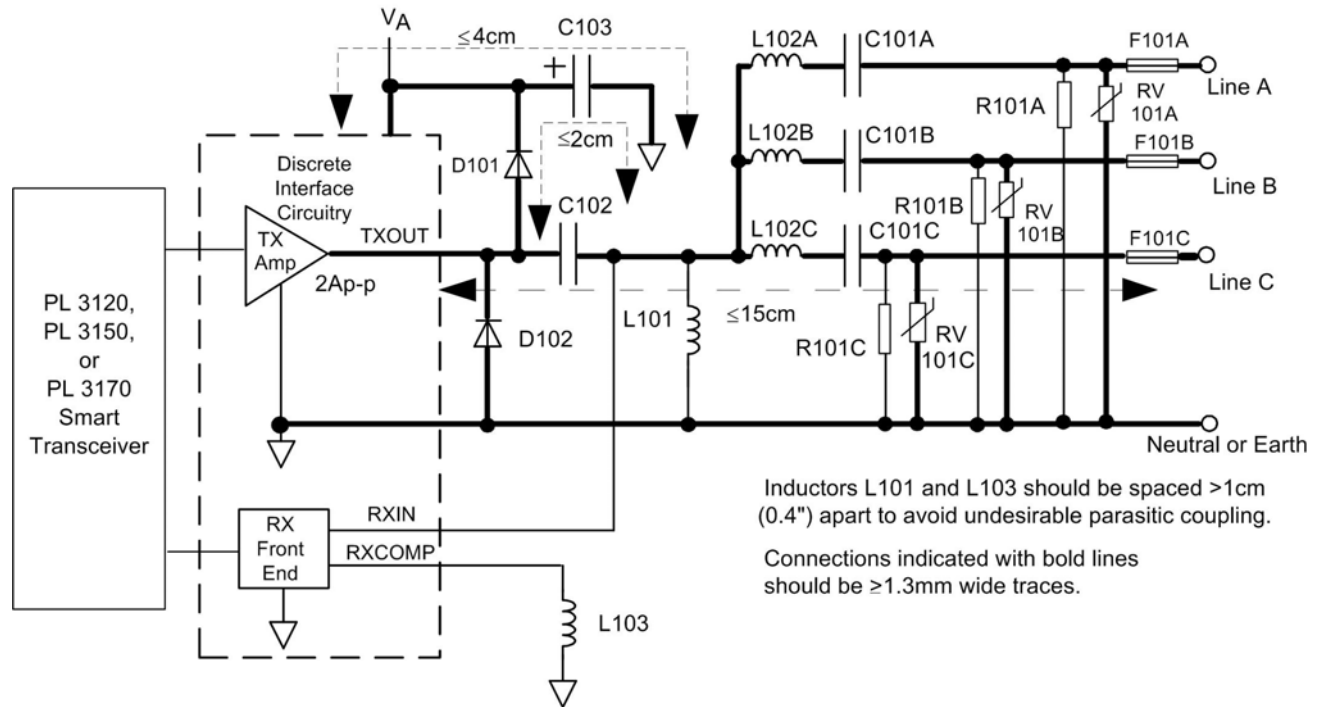 VA
≤4cm
C103
+
L102A
C101A
F101A
Line A
R101A
RV
101A
≤2cm
L102B
C101B
F101B
Line B
Discrete
Interface
Circuitry
D101
C102
R101B
RV
101B
TX
Amp
TXOUT
2Ap-p
L102C
C101C
F101C
Line C
PL 3120,
PL 3150,
or
PL 3170
Smart
Transceiver
D102
L101
≤15cm
R101C
RV
101C
Neutral or Earth
RX
Front
End
RXIN
RXCOMP
L103
Inductors L101 and L103 should be spaced >1cm
(0.4") apart to avoid undesirable parasitic coupling.
Connections indicated with bold lines
should be ≥1.3mm wide traces.